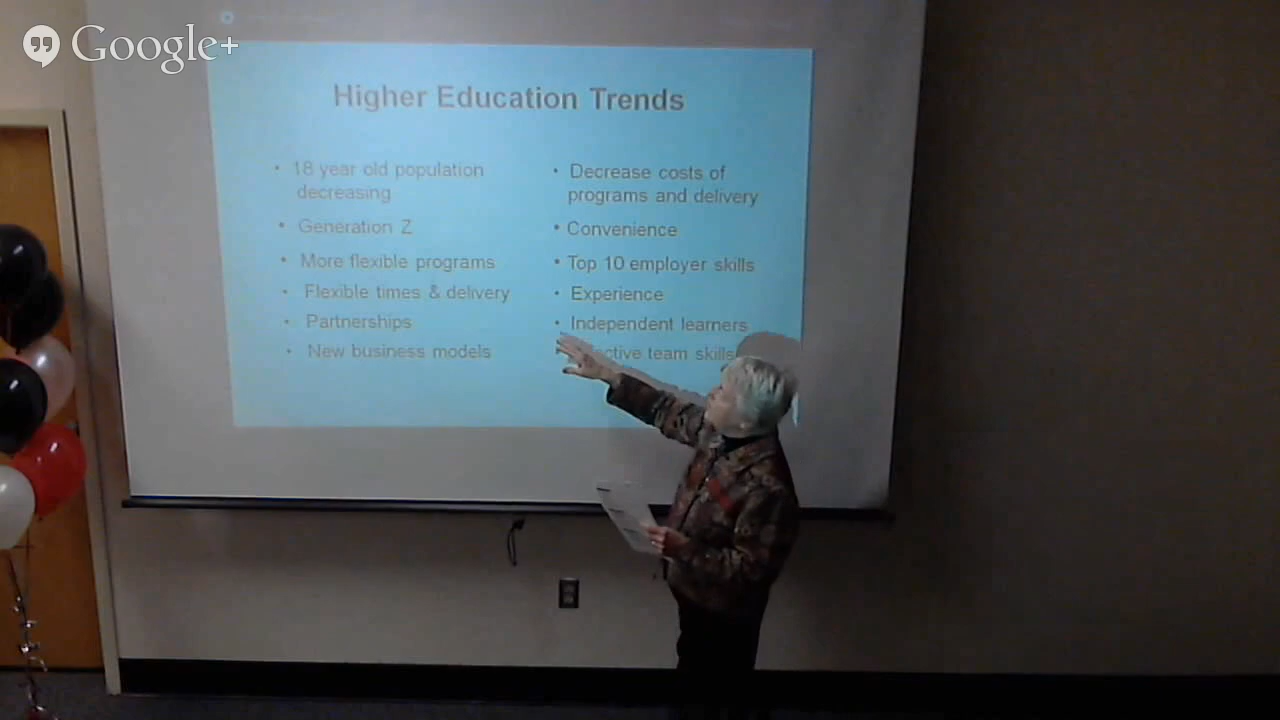 Google+
Higher Education Trends
• 18 year old population
decreasing
• Generation Z
• More flexible programs
• Flexible times & delivery
• Partnerships
• New business models
• Decrease costs of
programs and delivery
• Convenience
• Top 10 employer skills
• Experience
• Independent learners
team skills